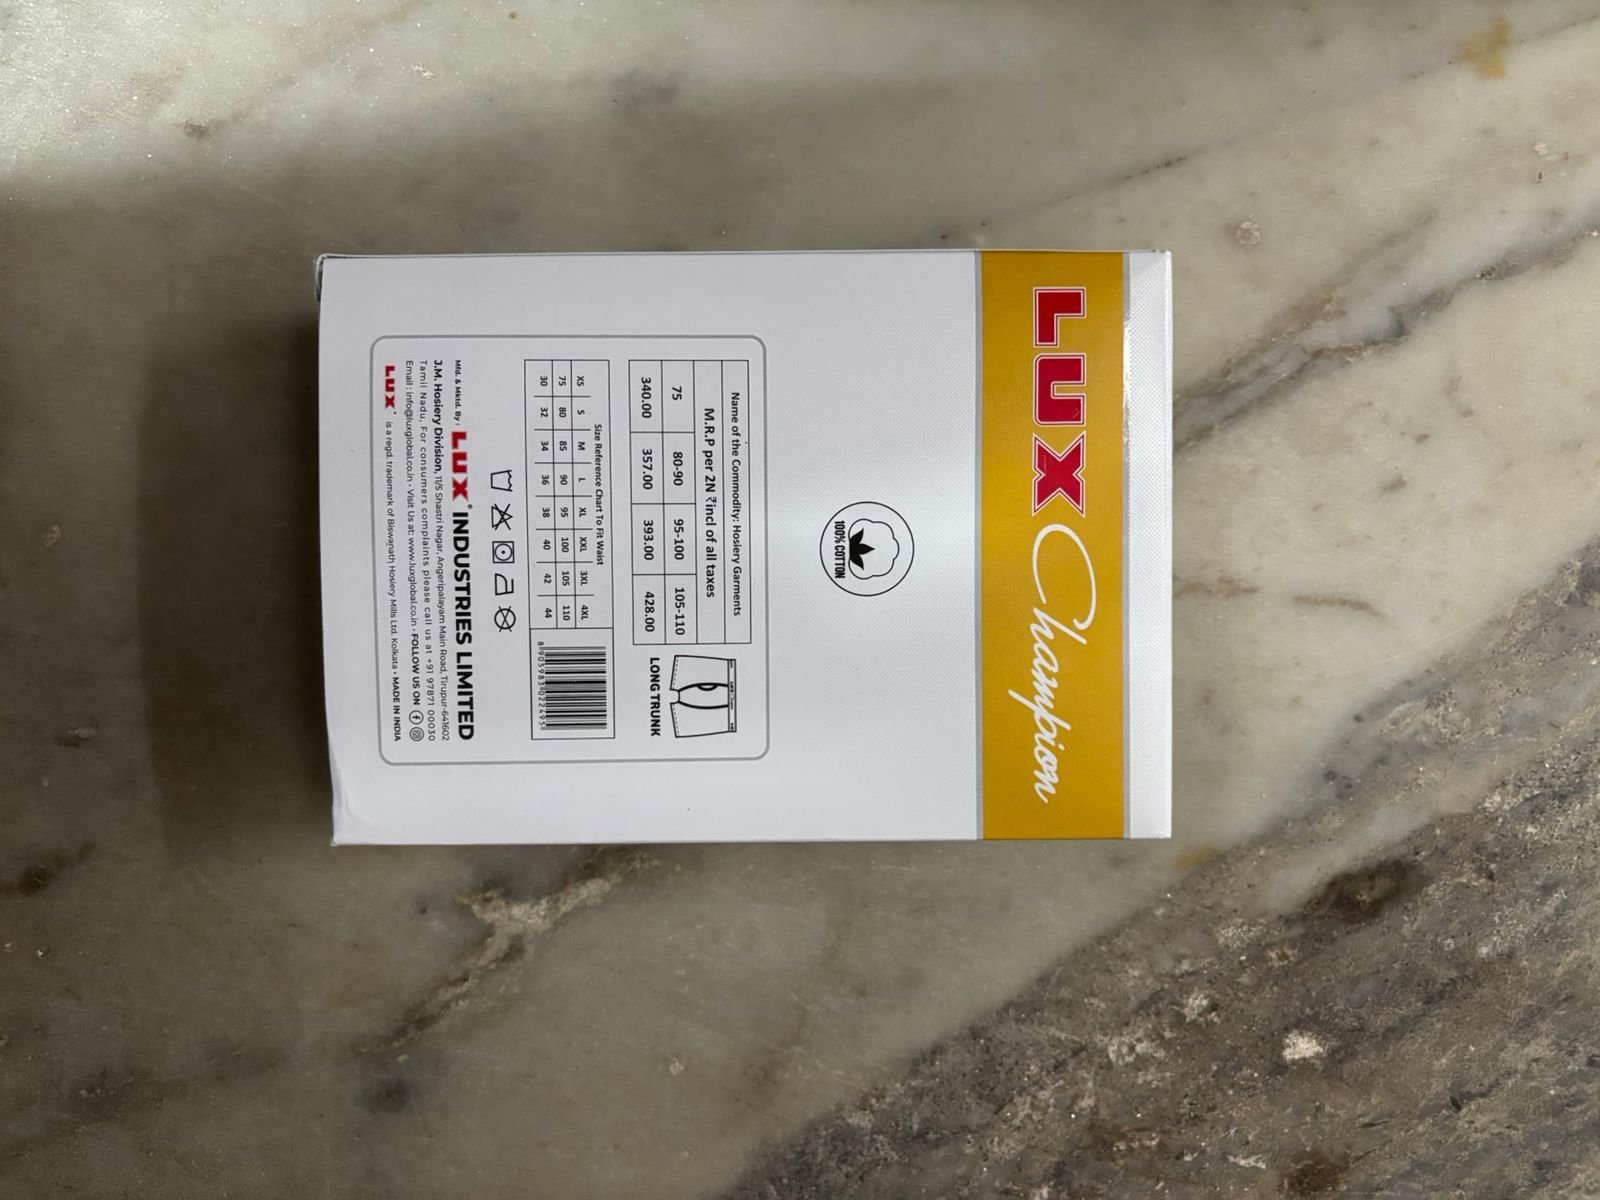 LUX Champion
100% COTTON
Name of the Commodity: Hosiery Garments
M.R.P per 2N ₹incl of all taxes
75 80-90 95-100 105-110
340.00 357.00 393.00 428.00
LONG TRUNK
Size Reference Chart To Fit Waist
XS S M L XL XXL 3XL 4XL
75 80 85 90 95 100 105 110
30 32 34 36 38 40 42 44
8905983022495
Mfd. & Mktd. By : LUX® INDUSTRIES LIMITED
J.M. Hosiery Division, 11/5 Shastri Nagar, Angeripalayam Main Road, Tirupur-641602
Tamil Nadu, For consumers complaints please call us at +91 97871 00030
Email : info@luxglobal.co.in • Visit Us at: www.luxglobal.co.in • FOLLOW US ON
LUX® is a regd. trademark of Biswanath Hosiery Mills Ltd. Kolkata • MADE IN INDIA